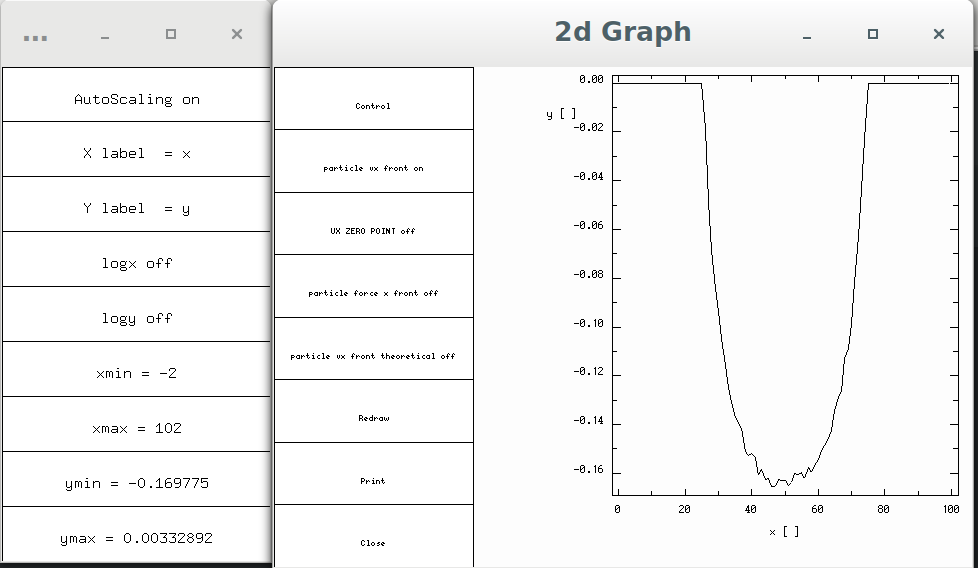 ...
AutoScaling on
X label = x
Y label = y
logx off
logy off
xmin = -2
xmax = 102
ymin = -0.169775
ymax = 0.00332892
2d Graph
Control
particle vx front on
UX ZERO POINT off
particle force x front off
particle vx front theoretical off
Redraw
Print
Close
y [ ]
0.00
-0.02
-0.04
-0.06
-0.08
-0.10
-0.12
-0.14
-0.16
0 20 40 60 80 100
x [ ]